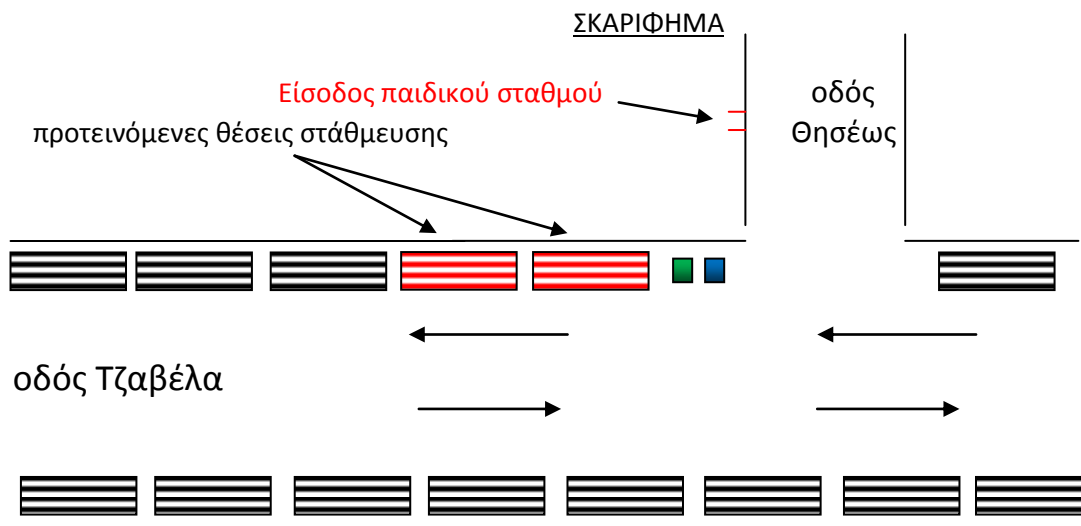 ΣΚΑΡΙΦΗΜΑ
Είσοδος παιδικού σταθμού
προτεινόμενες θέσεις στάθμευσης
οδός
Θησέως
οδός Τζαβέλα